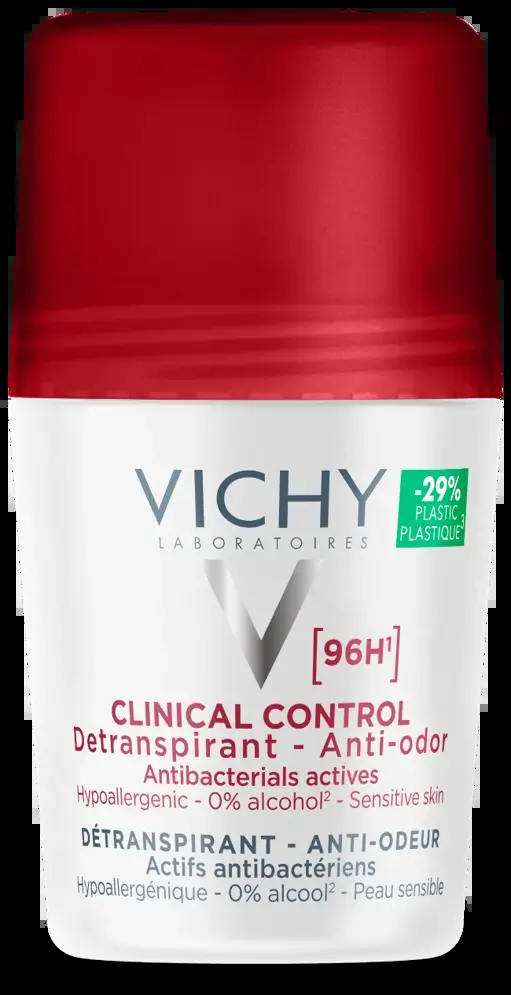 VICHY
LABORATOIRES
-29%
PLASTIC
PLASTIQUE³
[96H¹]
CLINICAL CONTROL
Detranspirant - Anti-odor
Antibacterials actives
Hypoallergenic - 0% alcohol² - Sensitive skin
DÉTRANSPIRANT - ANTI-ODEUR
Actifs antibactériens
Hypoallergénique - 0% alcool² - Peau sensible